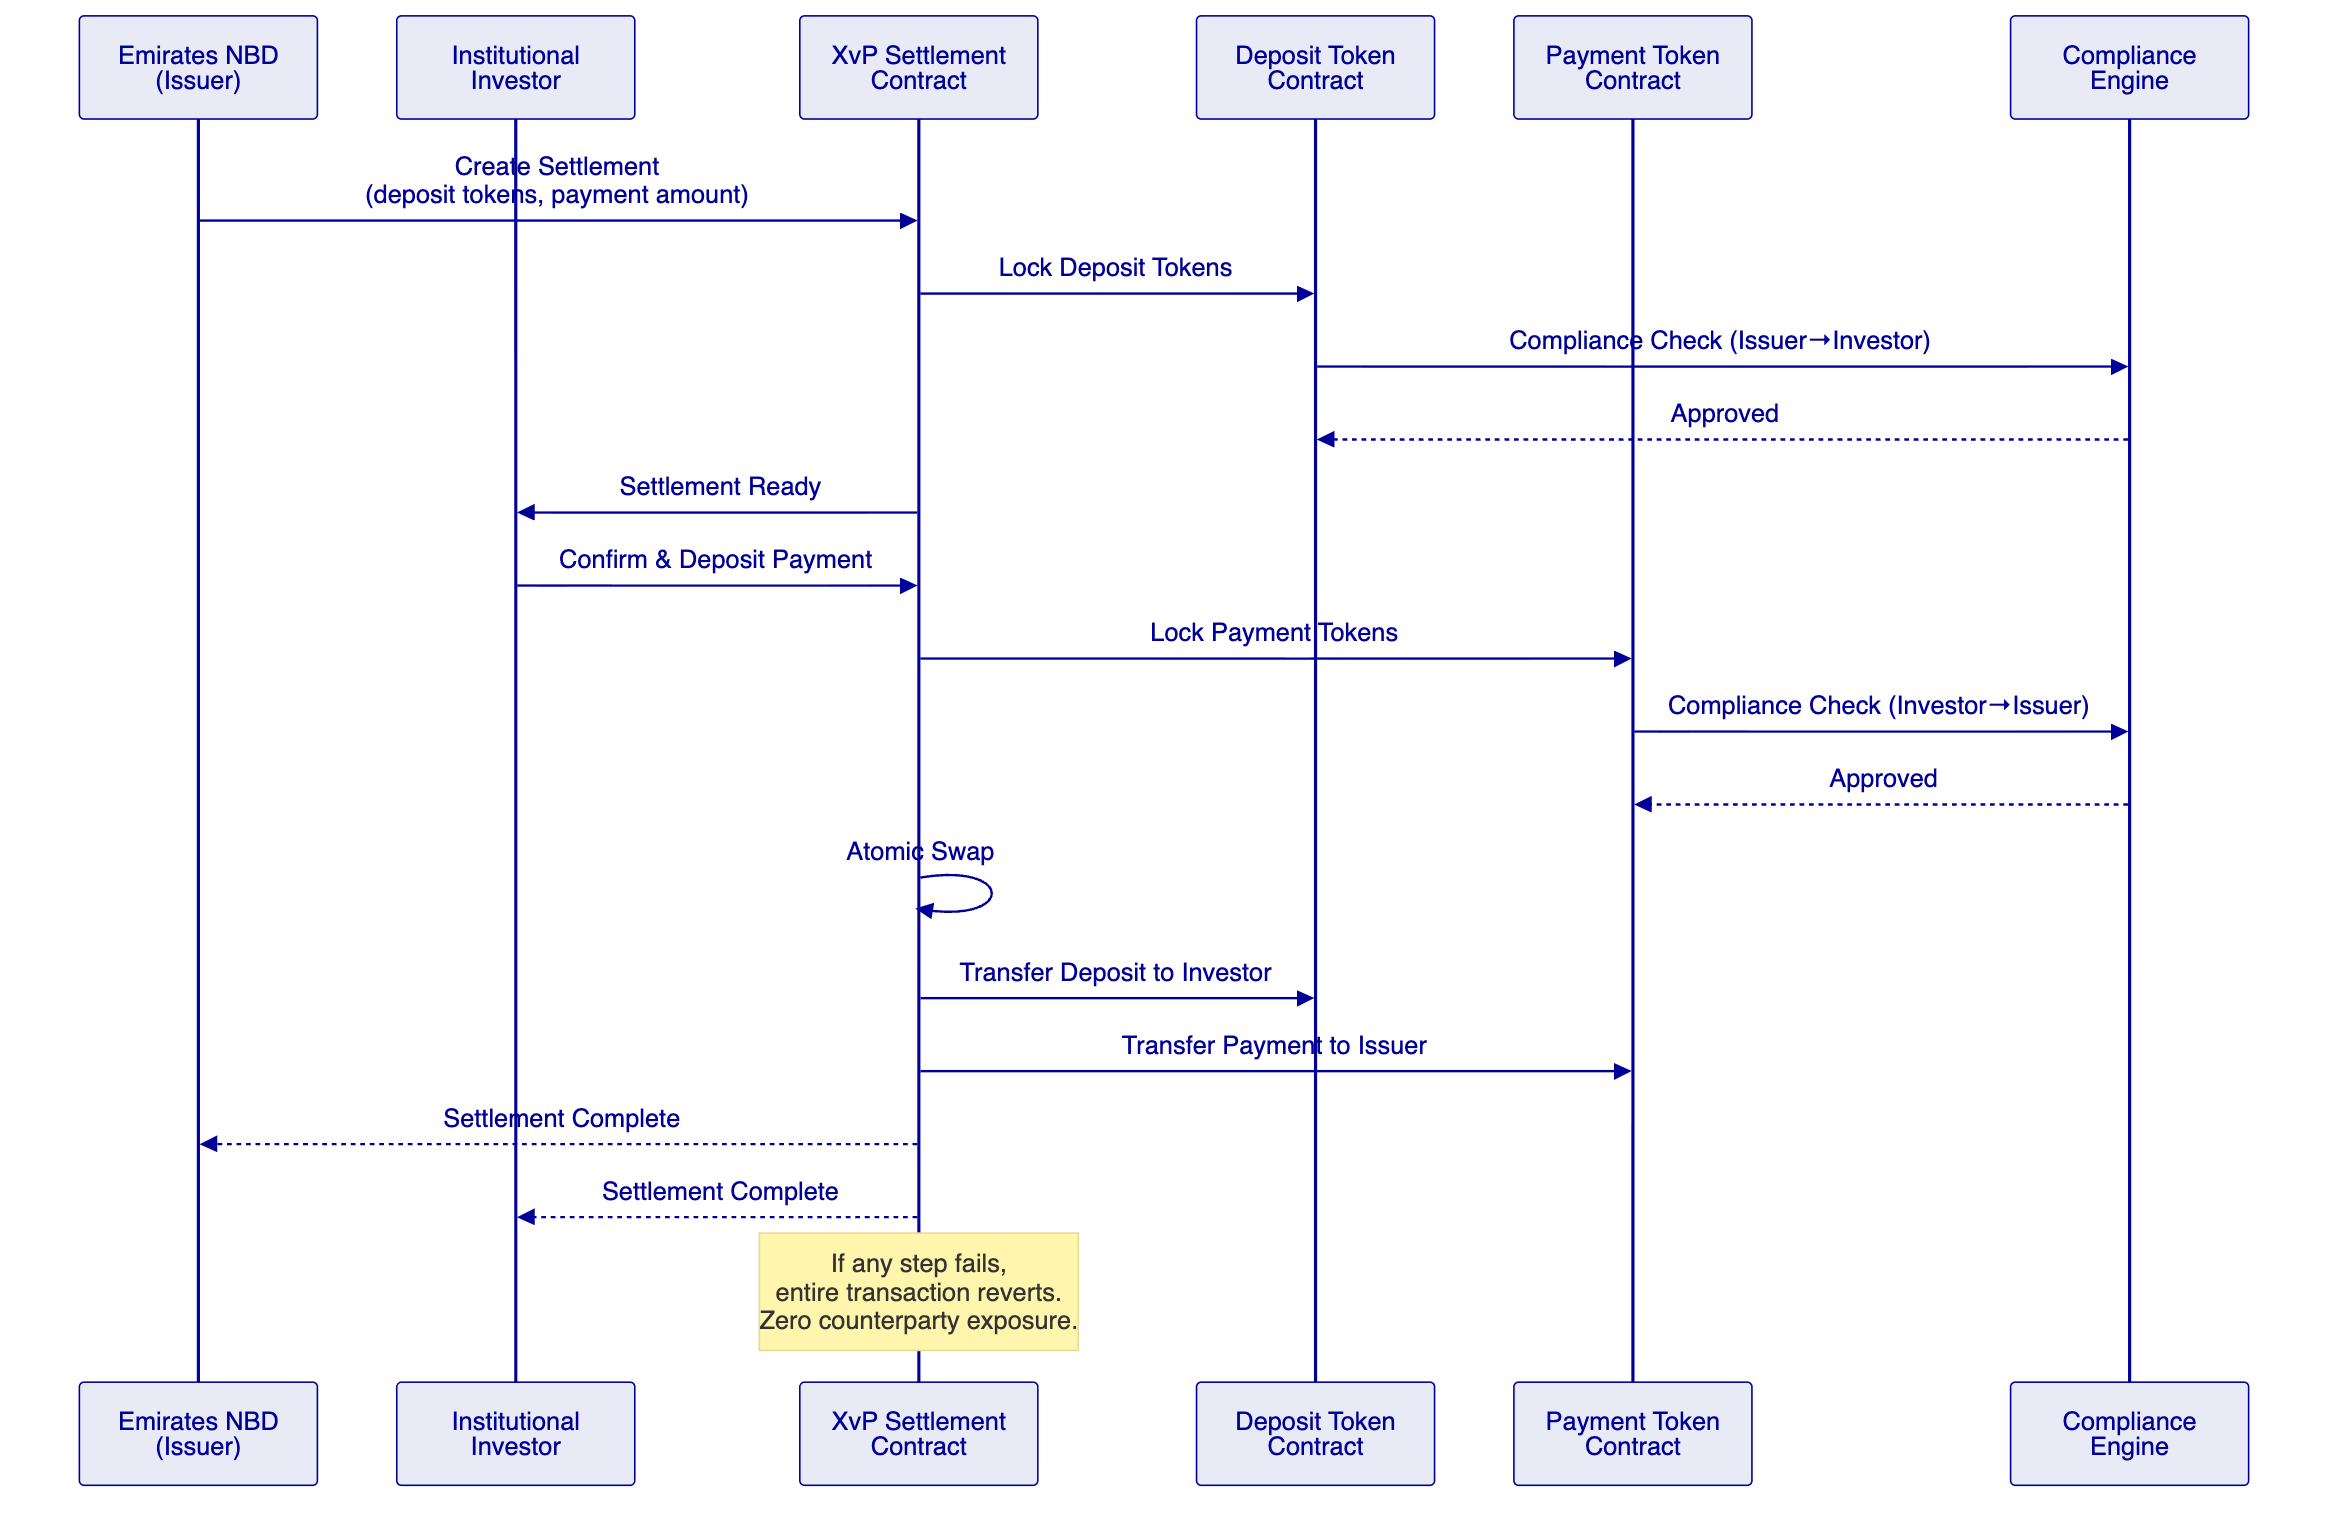 Emirates NBD
(Issuer)
Institutional
Investor
XvP Settlement
Contract
Deposit Token
Contract
Payment Token
Contract
Compliance
Engine
Create Settlement
(deposit tokens, payment amount)
Lock Deposit Tokens
Compliance Check (Issuer→Investor)
Approved
Settlement Ready
Confirm & Deposit Payment
Lock Payment Tokens
Compliance Check (Investor→Issuer)
Approved
Atomic Swap
Transfer Deposit to Investor
Transfer Payment to Issuer
Settlement Complete
Settlement Complete
If any step fails,
entire transaction reverts.
Zero counterparty exposure.
Emirates NBD
(Issuer)
Institutional
Investor
XvP Settlement
Contract
Deposit Token
Contract
Payment Token
Contract
Compliance
Engine